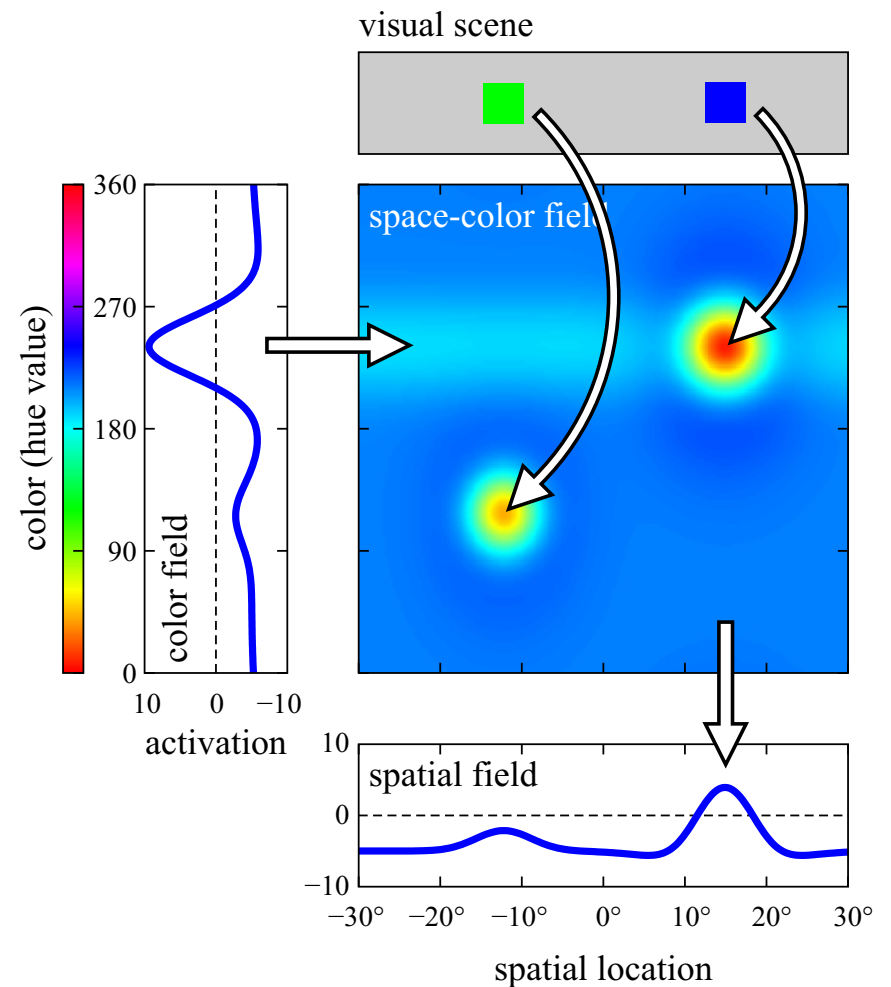 visual scene
space-color field
360
270
180
90
0
color (hue value)
color field
10 0 −10
activation
spatial field
10
0
−10
−30° −20° −10° 0° 10° 20° 30°
spatial location